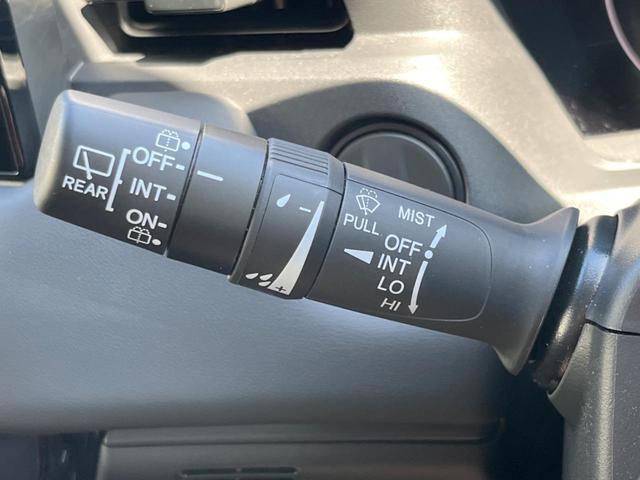 REAR
OFF
INT
ON
-
+
PULL
MIST
OFF
INT
LO
HI